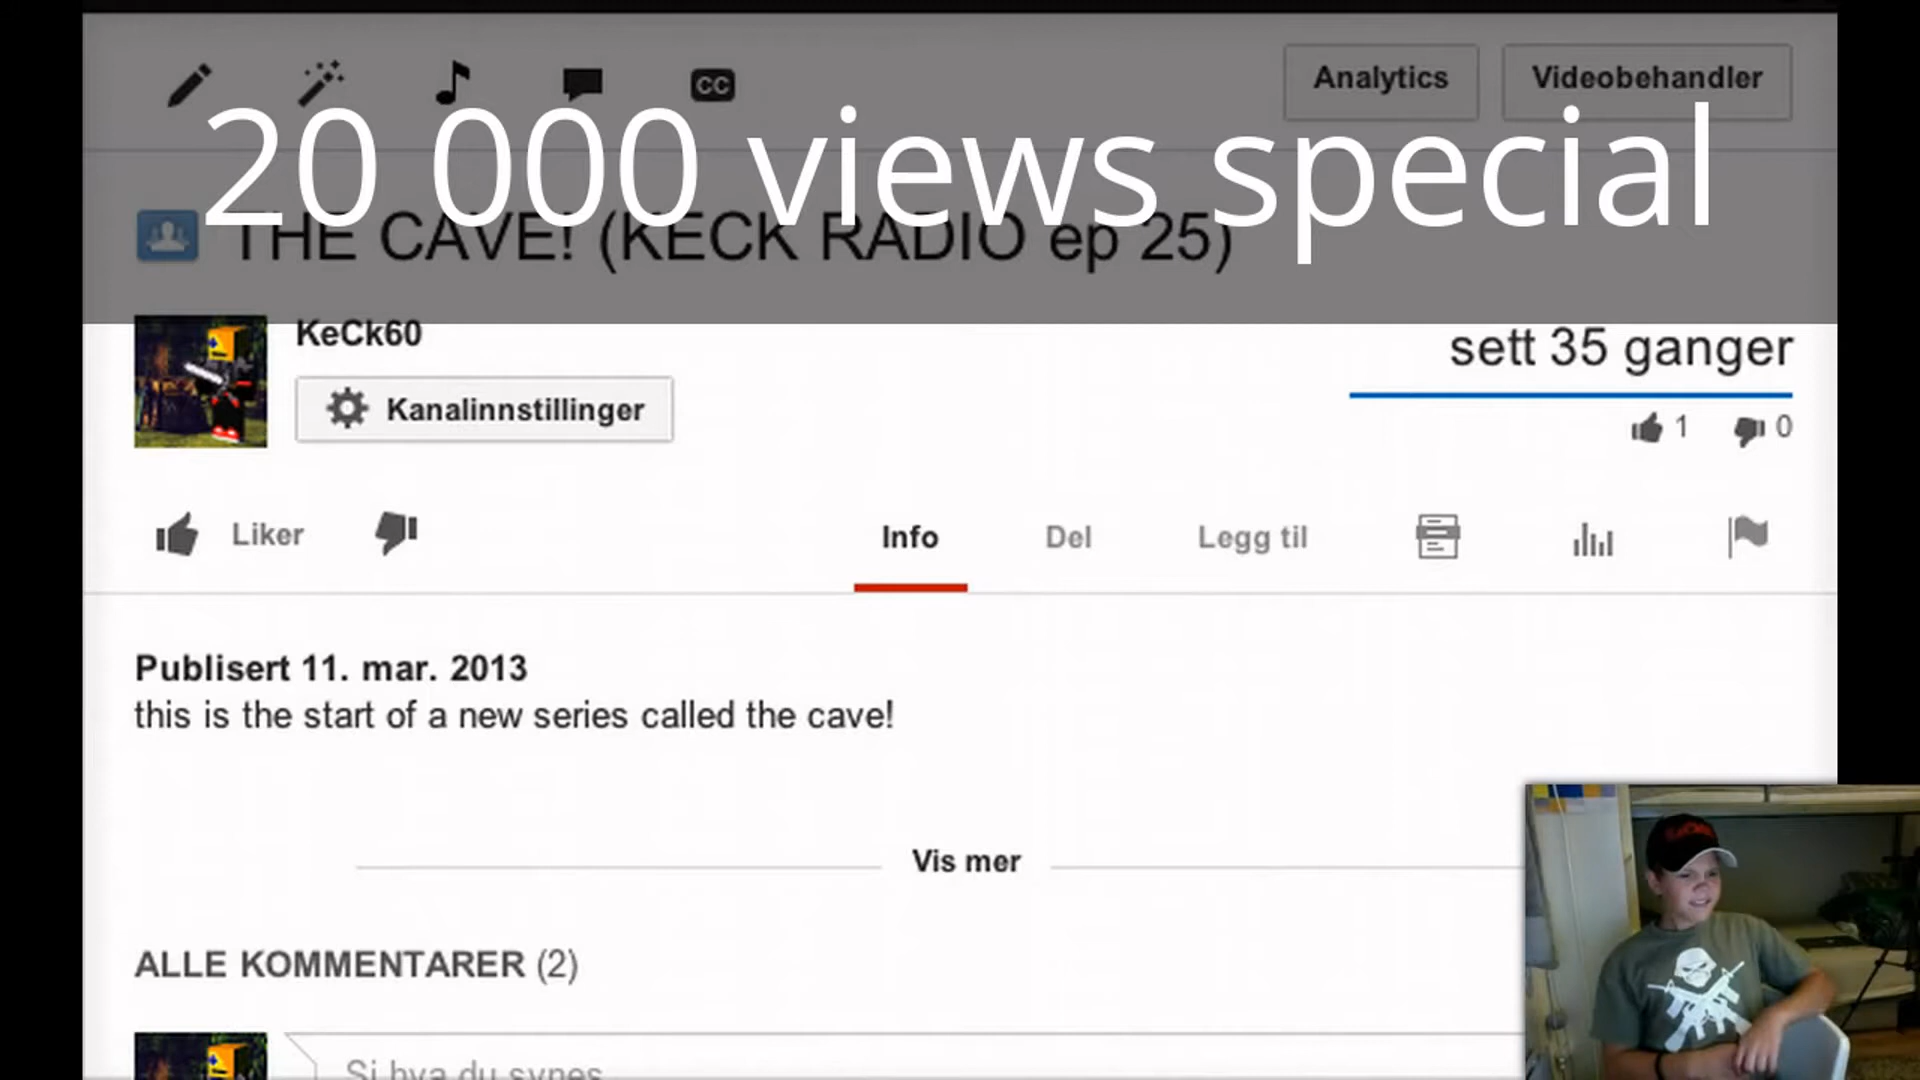 CC
Analytics
Videobehandler
20 000 views special
THE CAVE! (KECK RADIO ep 25)
KeCk60
sett 35 ganger
Kanalinnstillinger
1
0
Liker
Info
Del
Legg til
Publisert 11. mar. 2013
this is the start of a new series called the cave!
Vis mer
ALLE KOMMENTARER (2)
Si hva du synes